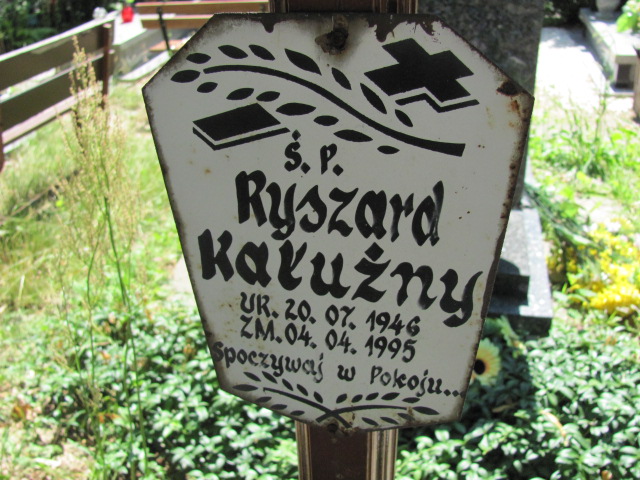 Ś. P.
Ryszard
Kałużny
UR. 20. 07. 1946
ZM. 04. 04. 1995
Spoczywaj w Pokoju...